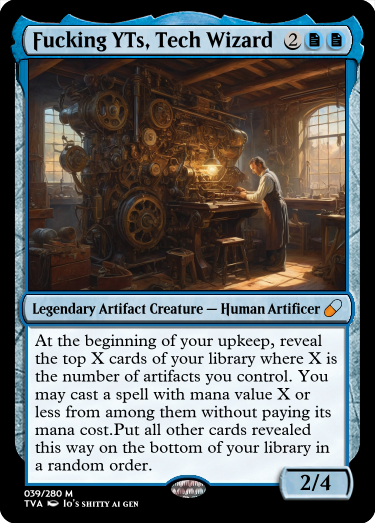 Fucking YTs, Tech Wizard 2
Legendary Artifact Creature — Human Artificer
At the beginning of your upkeep, reveal
the top X cards of your library where X is
the number of artifacts you control. You
may cast a spell with mana value X or
less from among them without paying its
mana cost.Put all other cards revealed
this way on the bottom of your library in
a random order.
2/4
039/280 M
TVA Io's shitty ai gen